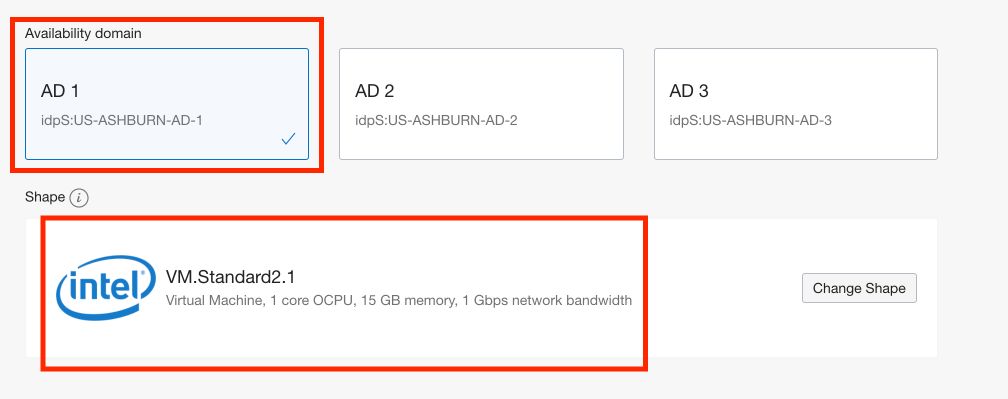 Availability domain
AD 1
idpS:US-ASHBURN-AD-1
AD 2
idpS:US-ASHBURN-AD-2
AD 3
idpS:US-ASHBURN-AD-3
Shape i
intel
VM.Standard2.1
Virtual Machine, 1 core OCPU, 15 GB memory, 1 Gbps network bandwidth
Change Shape